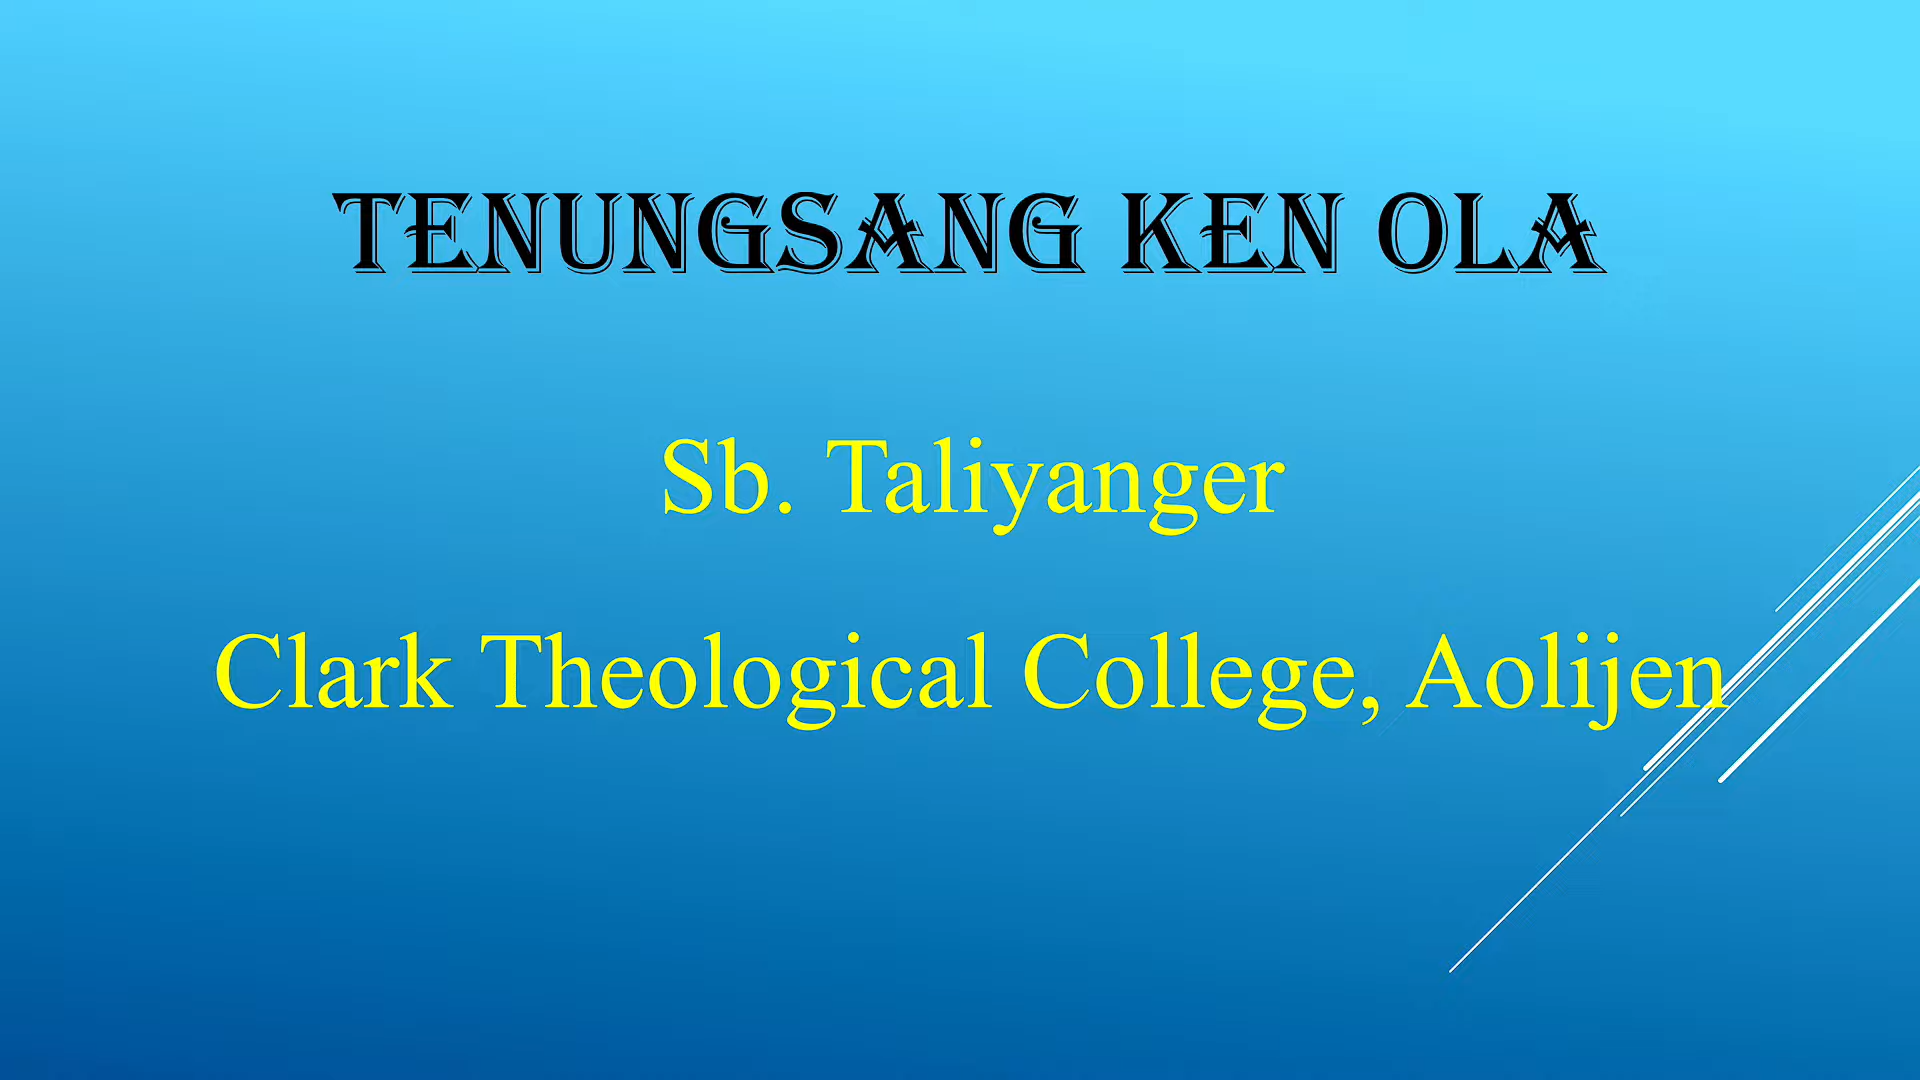 TENUNGSANG KEN OLA
Sb. Taliyanger
Clark Theological College, Aolijen